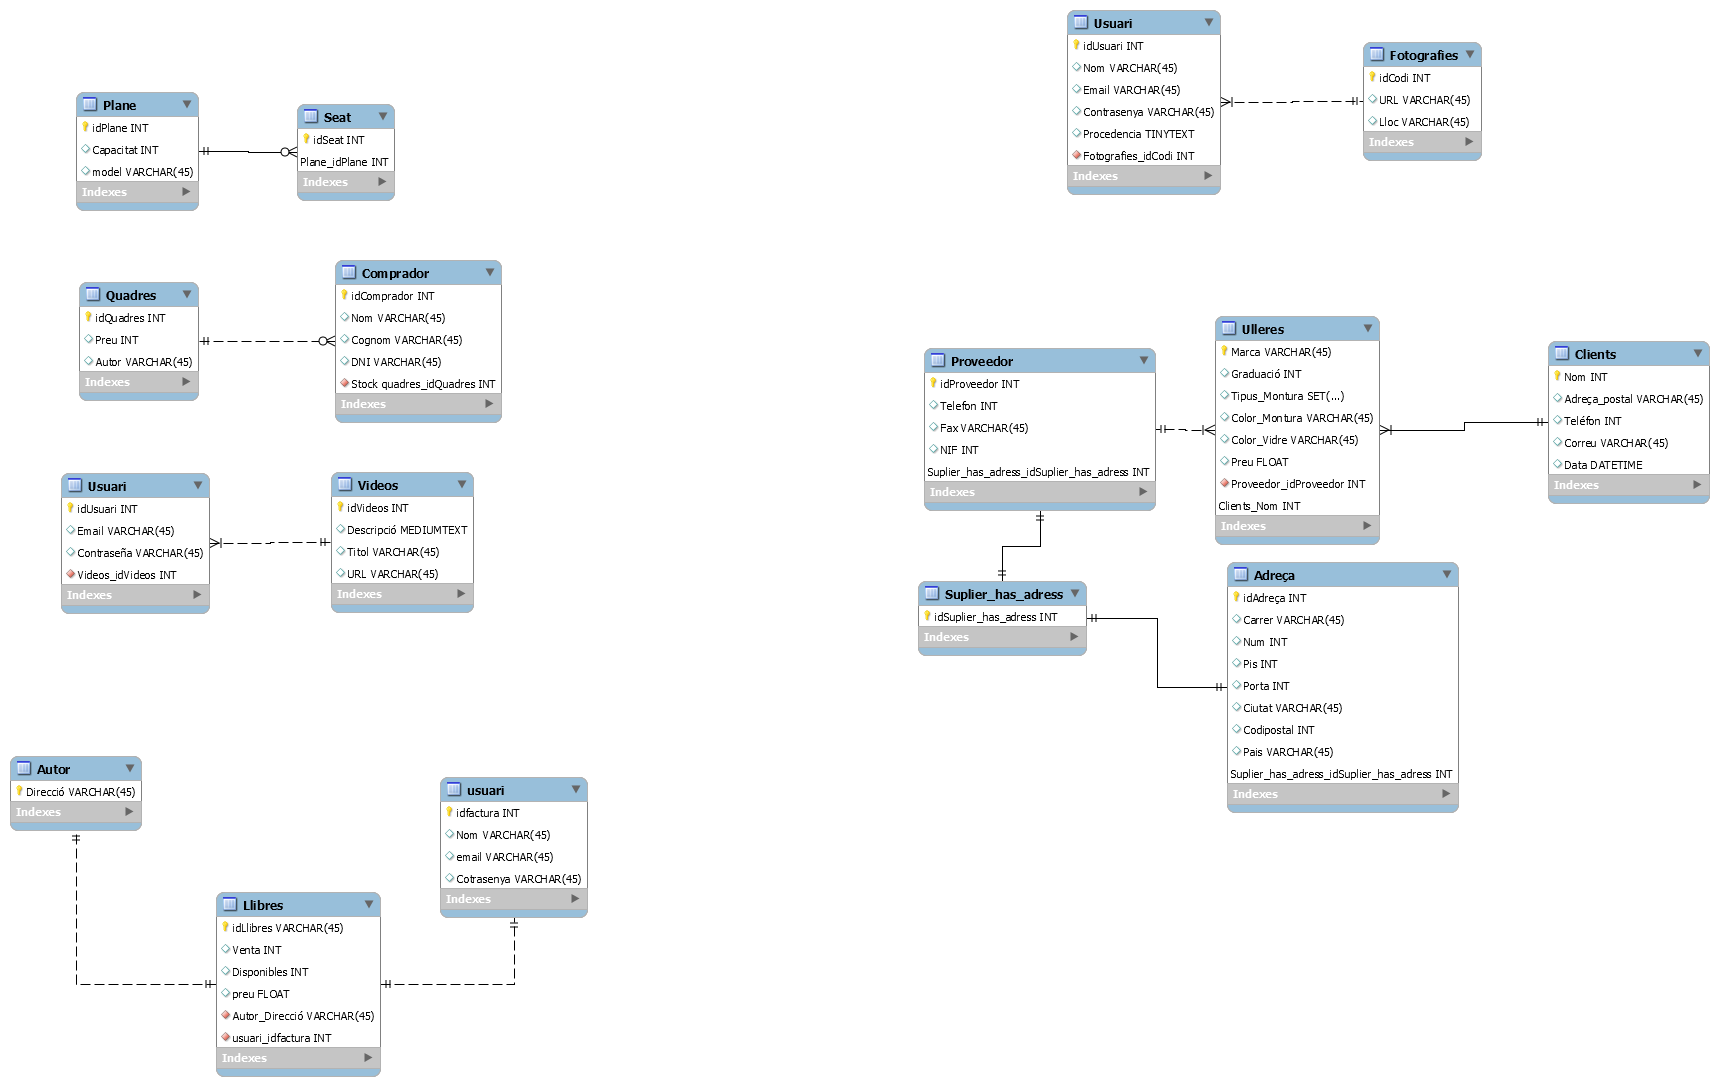 Plane
idPlane INT
Capacitat INT
model VARCHAR(45)
Indexes
Seat
idSeat INT
Plane_idPlane INT
Indexes
Quadres
idQuadres INT
Preu INT
Autor VARCHAR(45)
Indexes
Comprador
idComprador INT
Nom VARCHAR(45)
Cognom VARCHAR(45)
DNI VARCHAR(45)
Stock quadres_idQuadres INT
Indexes
Usuari
idUsuari INT
Email VARCHAR(45)
Contraseña VARCHAR(45)
Videos_idVideos INT
Indexes
Videos
idVideos INT
Descripció MEDIUMTEXT
Titol VARCHAR(45)
URL VARCHAR(45)
Indexes
Autor
Direcció VARCHAR(45)
Indexes
usuari
idfactura INT
Nom VARCHAR(45)
email VARCHAR(45)
Cotrasenya VARCHAR(45)
Indexes
Llibres
idLlibres VARCHAR(45)
Venta INT
Disponibles INT
preu FLOAT
Autor_Direcció VARCHAR(45)
usuari_idfactura INT
Indexes
Usuari
idUsuari INT
Nom VARCHAR(45)
Email VARCHAR(45)
Contrasenya VARCHAR(45)
Procedencia TINYTEXT
Fotografies_idCodi INT
Indexes
Fotografies
idCodi INT
URL VARCHAR(45)
Lloc VARCHAR(45)
Indexes
Proveedor
idProveedor INT
Telefon INT
Fax VARCHAR(45)
NIF INT
Suplier_has_adress_idSuplier_has_adress INT
Indexes
Ulleres
Marca VARCHAR(45)
Graduació INT
Tipus_Montura SET(...)
Color_Montura VARCHAR(45)
Color_Vidre VARCHAR(45)
Preu FLOAT
Proveedor_idProveedor INT
Clients_Nom INT
Indexes
Clients
Nom INT
Adreça_postal VARCHAR(45)
Teléfon INT
Correu VARCHAR(45)
Data DATETIME
Indexes
Suplier_has_adress
idSuplier_has_adress INT
Indexes
Adreça
idAdreça INT
Carrer VARCHAR(45)
Num INT
Pis INT
Porta INT
Ciutat VARCHAR(45)
Codipostal INT
Pais VARCHAR(45)
Suplier_has_adress_idSuplier_has_adress INT
Indexes